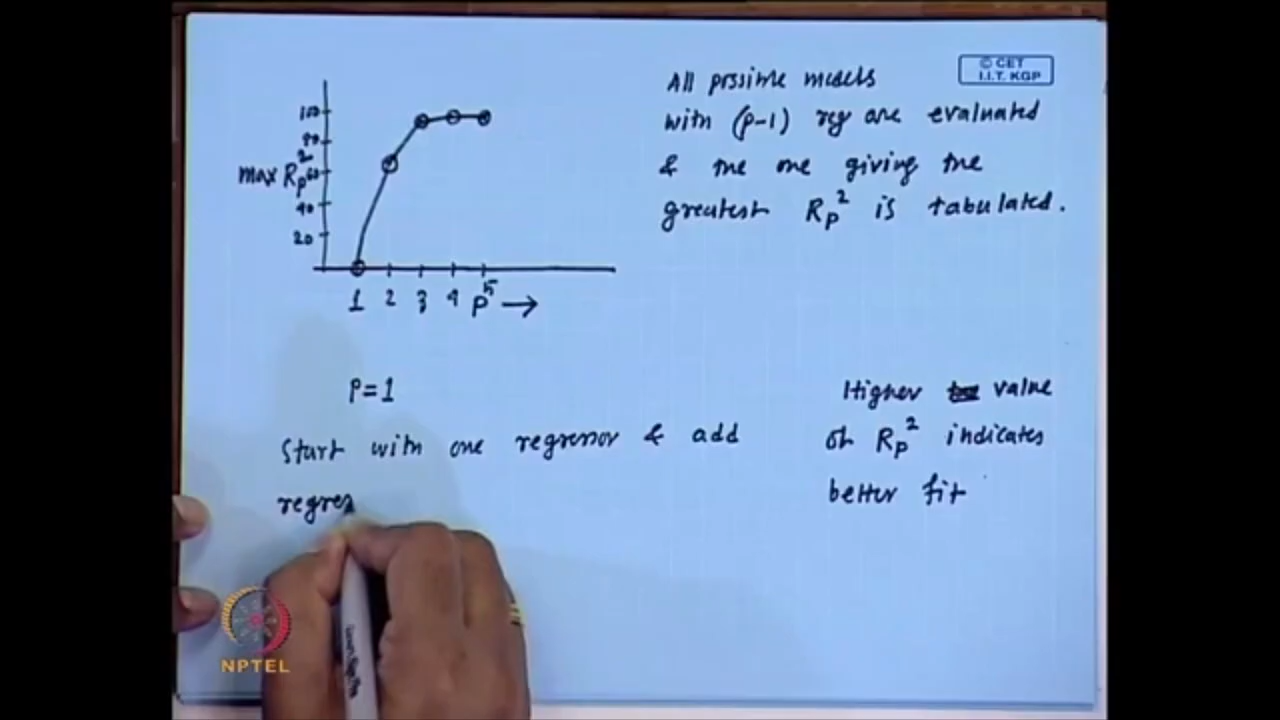 © CET
I.I.T. KGP
All possible models
with (p-1) reg are evaluated
& the one giving the
greatest Rp² is tabulated.
100
80
max Rp² 60
40
20
1 2 3 4 5
p →
P=1
Start with one regressor & add
regres
Higher value
of Rp² indicates
better fit
NPTEL